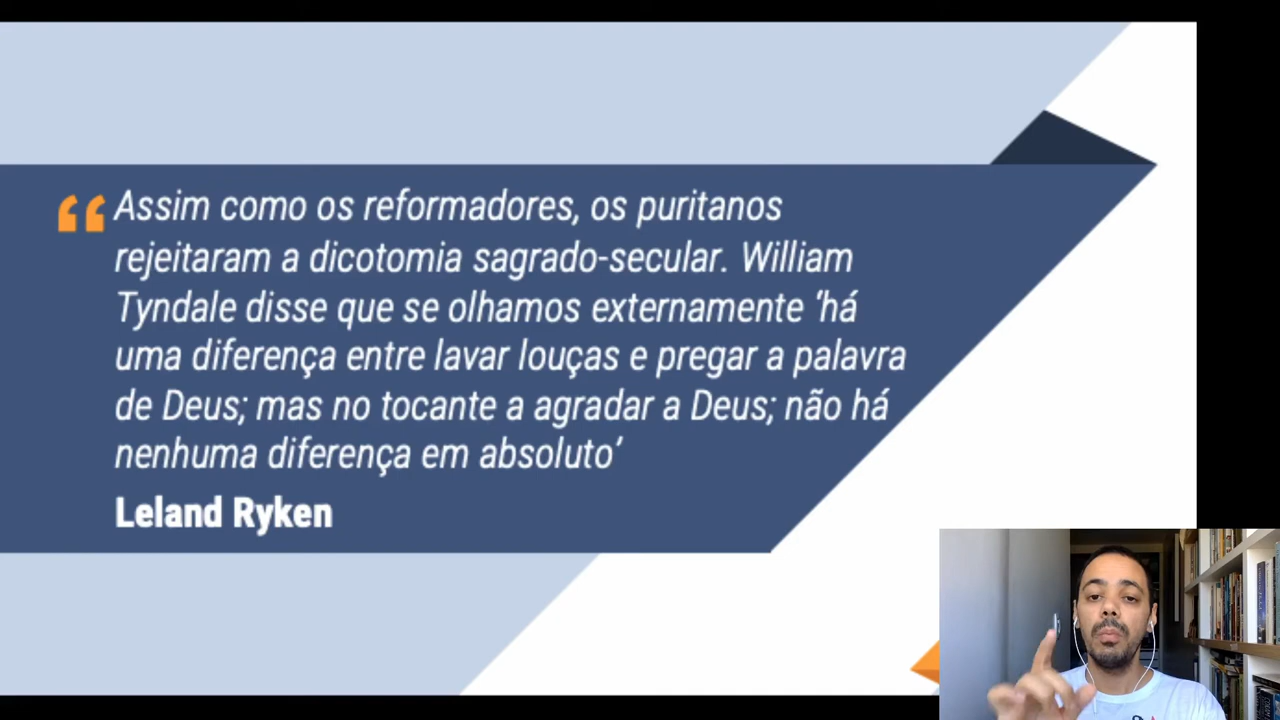 “Assim como os reformadores, os puritanos
rejeitaram a dicotomia sagrado-secular. William
Tyndale disse que se olhamos externamente ‘há
uma diferença entre lavar louças e pregar a palavra
de Deus; mas no tocante a agradar a Deus; não há
nenhuma diferença em absoluto’
Leland Ryken